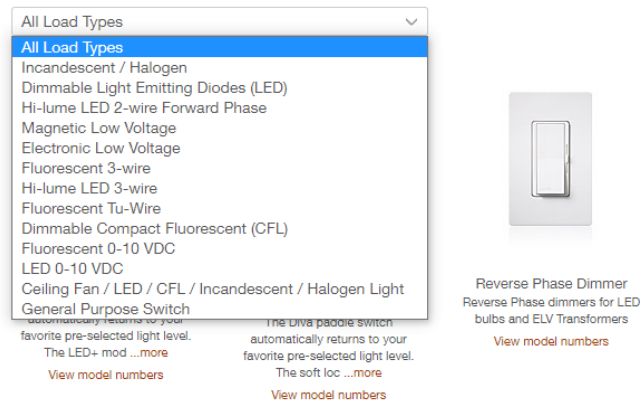 All Load Types
All Load Types
Incandescent / Halogen
Dimmable Light Emitting Diodes (LED)
Hi-lume LED 2-wire Forward Phase
Magnetic Low Voltage
Electronic Low Voltage
Fluorescent 3-wire
Hi-lume LED 3-wire
Fluorescent Tu-Wire
Dimmable Compact Fluorescent (CFL)
Fluorescent 0-10 VDC
LED 0-10 VDC
Ceiling Fan / LED / CFL / Incandescent / Halogen Light
General Purpose Switch
automatically returns to your
favorite pre-selected light level.
The LED+ mod ...more
View model numbers
The Diva paddle switch
automatically returns to your
favorite pre-selected light level.
The soft loc ...more
View model numbers
Reverse Phase Dimmer
Reverse Phase dimmers for LED
bulbs and ELV Transformers
View model numbers